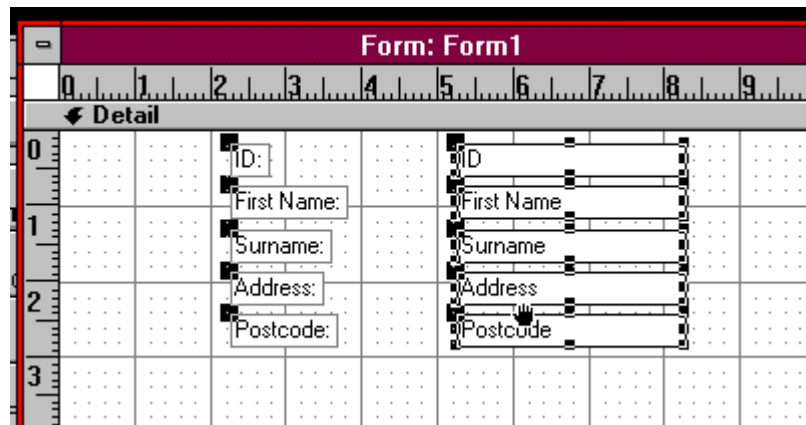 Form: Form1
0 1 2 3 4 5 6 7 8 9
Detail
0
ID: ID
First Name: First Name
1
Surname: Surname
Address: Address
2
Postcode: Postcode
3